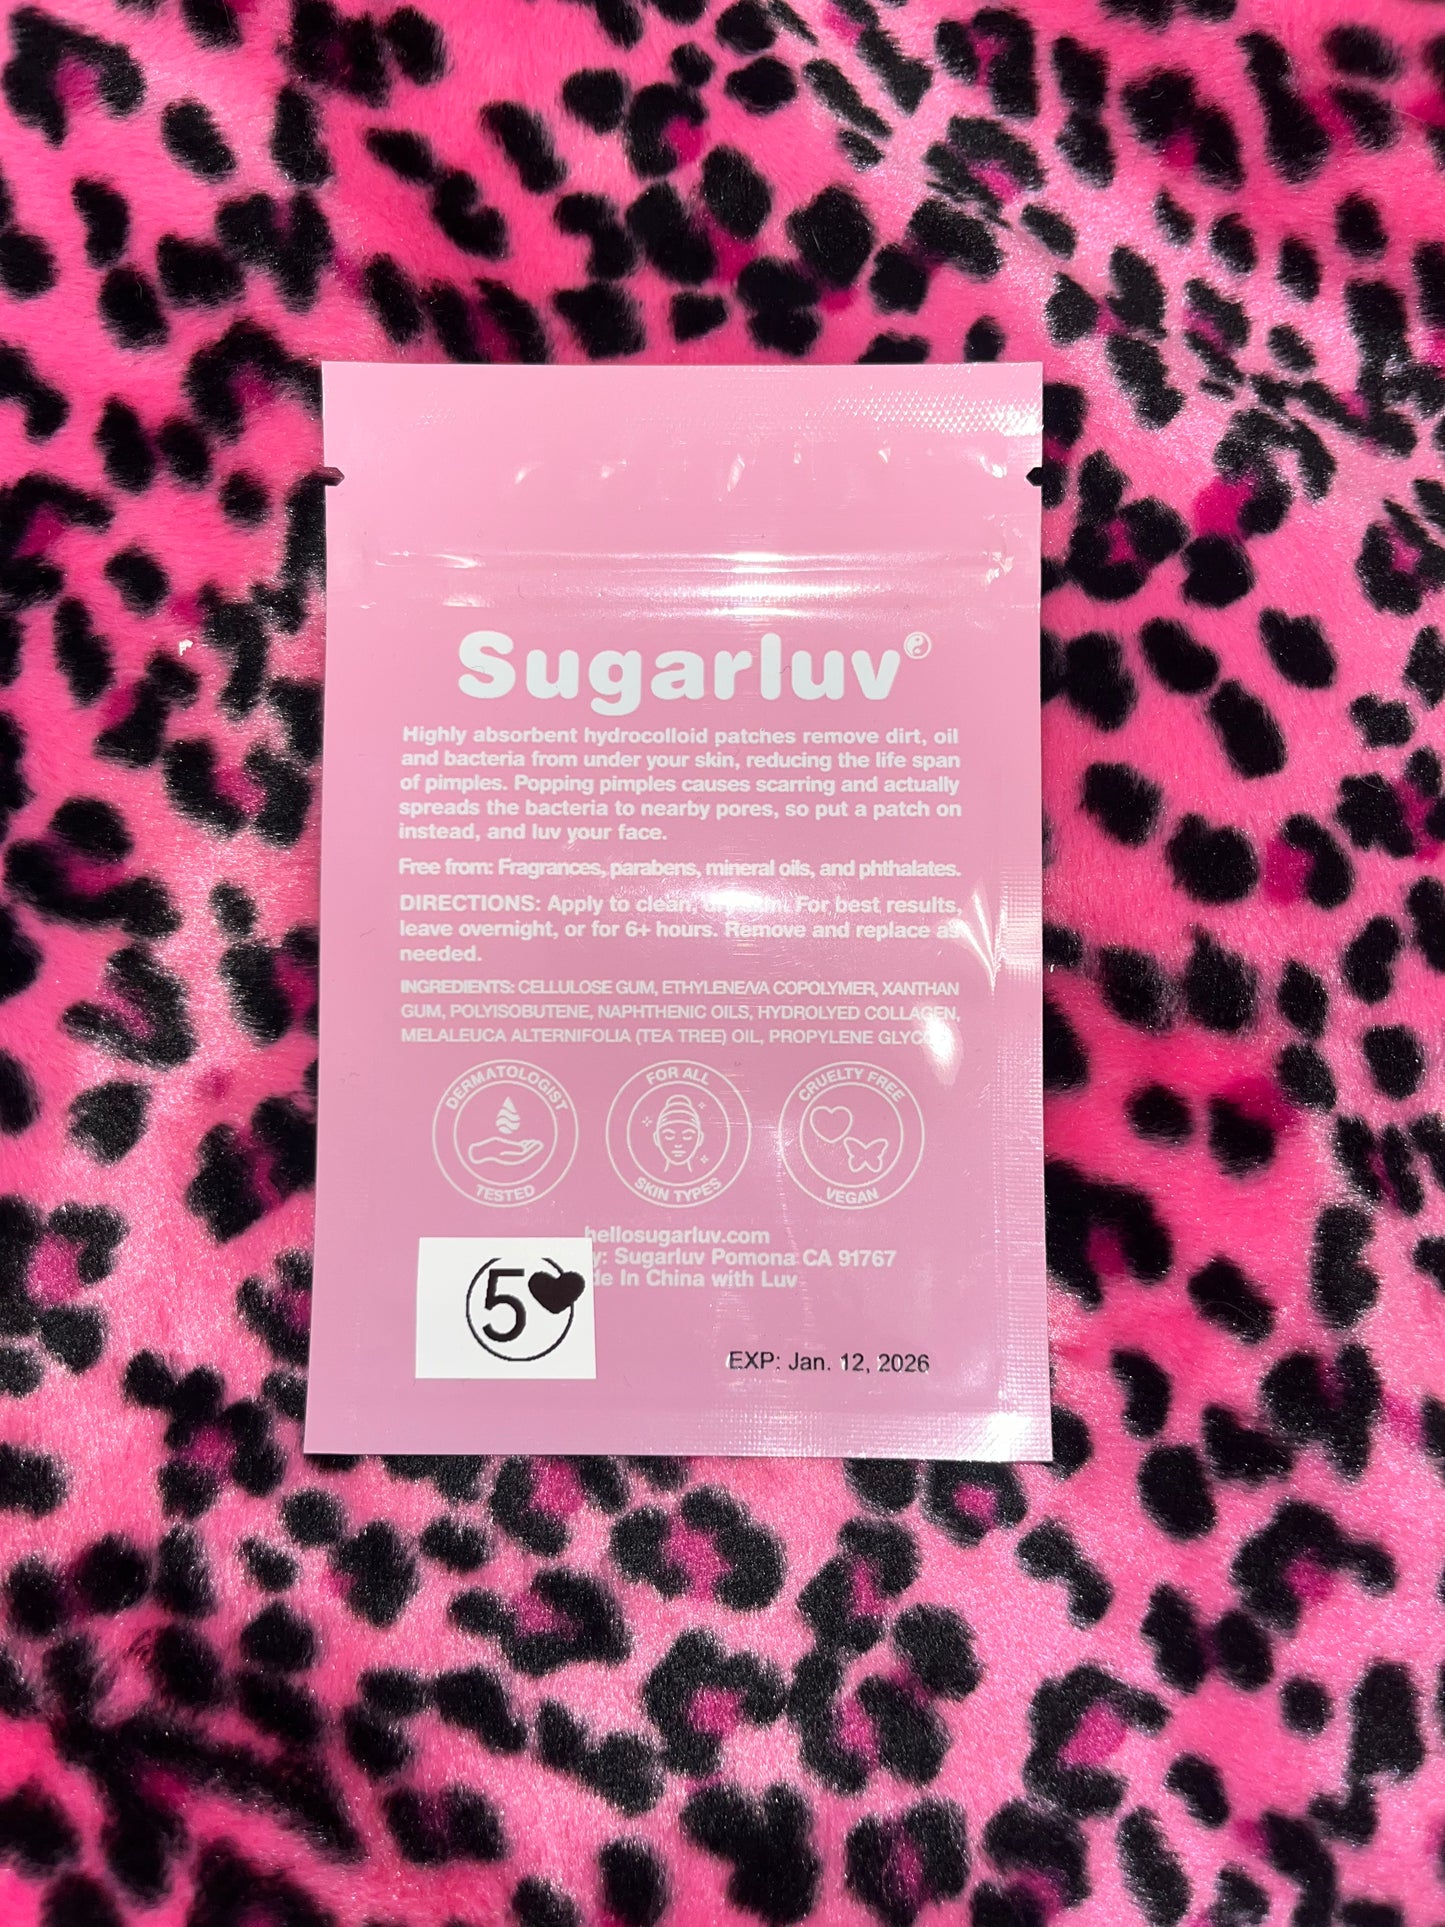 Sugarluv
Highly absorbent hydrocolloid patches remove dirt, oil
and bacteria from under your skin, reducing the life span
of pimples. Popping pimples causes scarring and actually
spreads the bacteria to nearby pores, so put a patch on
instead, and luv your face.
Free from: Fragrances, parabens, mineral oils, and phthalates.
DIRECTIONS: Apply to clean, For best results,
leave overnight, or for 6+ hours. Remove and replace as
needed.
INGREDIENTS: CELLULOSE GUM, ETHYLENE/VA COPOLYMER, XANTHAN
GUM, POLYISOBUTENE, NAPHTHENIC OILS, HYDROLYED COLLAGEN,
MELALEUCA ALTERNIFOLIA (TEA TREE) OIL, PROPYLENE
DERMATOLOGIST
TESTED
FOR ALL
SKIN TYPES
CRUELTY FREE
VEGAN
hellosugarluv.com
Sugarluv Pomona CA 91767
In China with Luv
5
EXP: Jan. 12, 2026